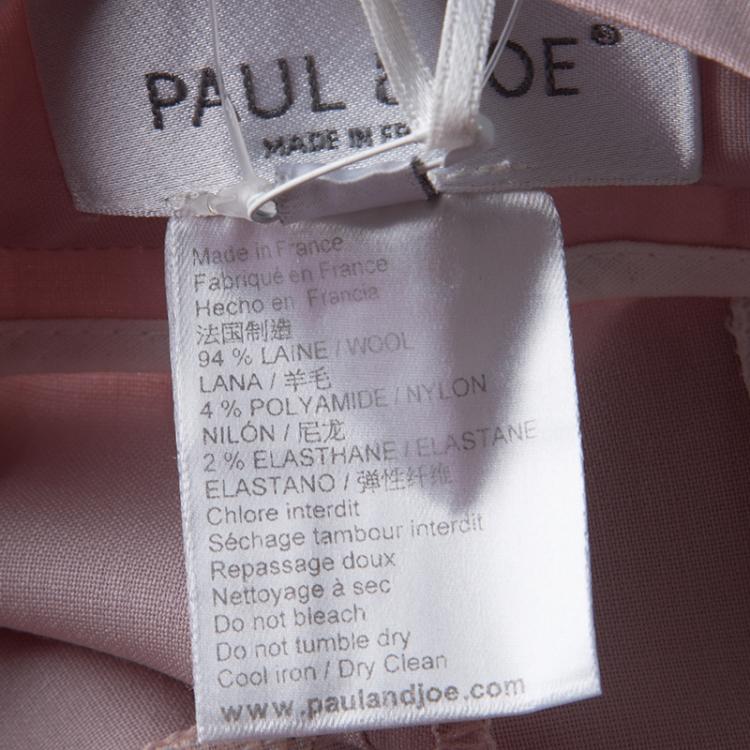 PAUL & JOE®
MADE IN FR
Made in France
Fabriqué en France
Hecho en Francia
法国制造
94 % LAINE / WOOL
LANA / 羊毛
4 % POLYAMIDE / NYLON
NILÓN / 尼龙
2 % ELASTHANE / ELASTANE
ELASTANO / 弹性纤维
Chlore interdit
Séchage tambour interdit
Repassage doux
Nettoyage à sec
Do not bleach
Do not tumble dry
Cool iron / Dry Clean
www.paulandjoe.com